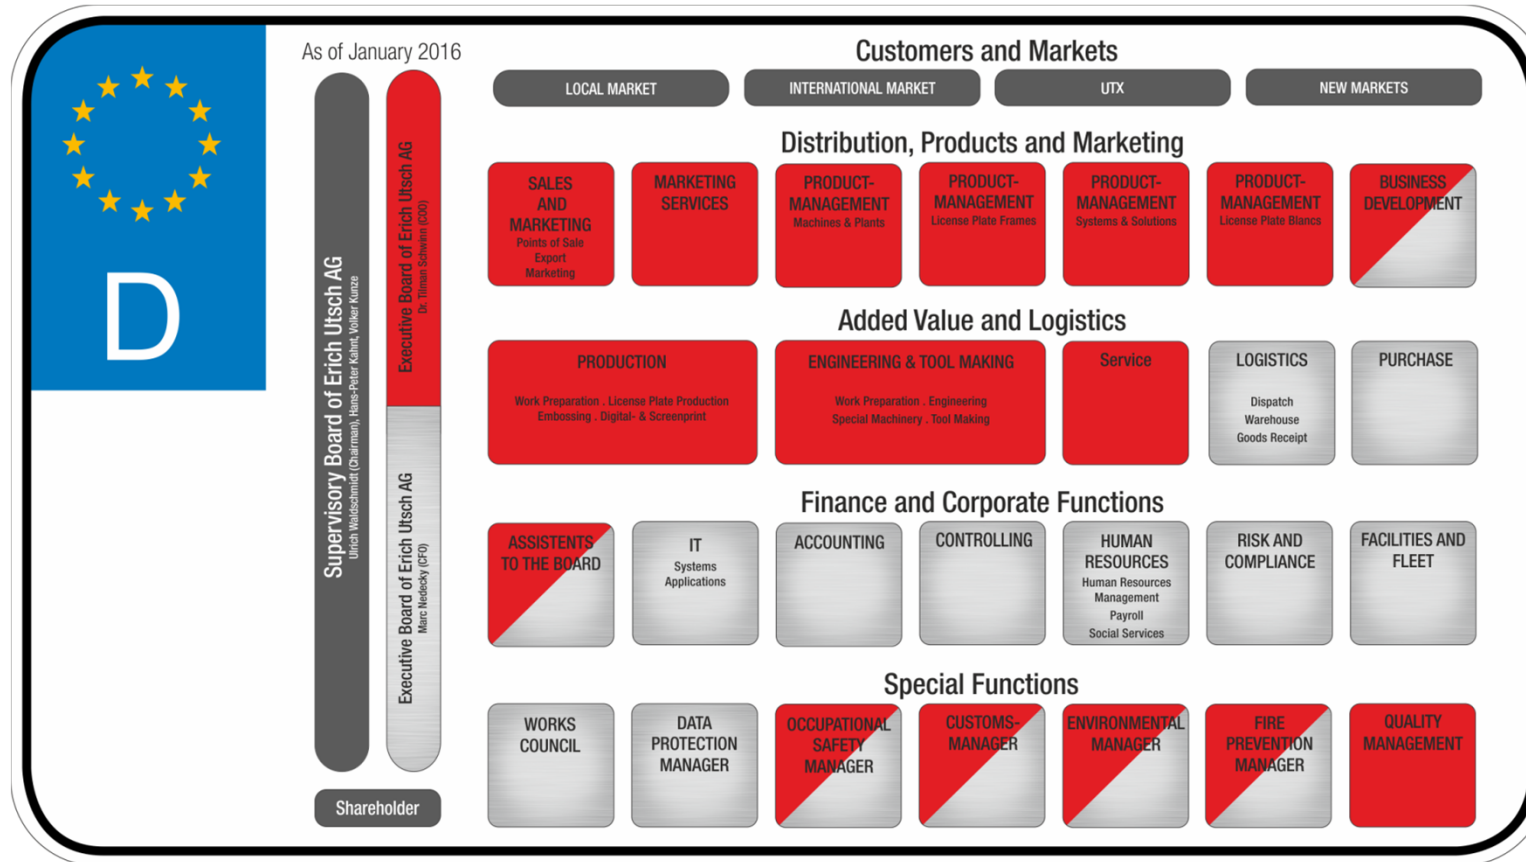 D
As of January 2016
Supervisory Board of Erich Utsch AG
Ulrich Waldschmidt (Chairman), Hans-Peter Kahnt, Volker Kunze
Executive Board of Erich Utsch AG
Dr. Tilman Schwinn (COO)
Executive Board of Erich Utsch AG
Marc Nedecky (CFO)
Shareholder
Customers and Markets
LOCAL MARKET
INTERNATIONAL MARKET
UTX
NEW MARKETS
Distribution, Products and Marketing
SALES
AND
MARKETING
Points of Sale
Export
Marketing
MARKETING
SERVICES
PRODUCT-
MANAGEMENT
Machines & Plants
PRODUCT-
MANAGEMENT
License Plate Frames
PRODUCT-
MANAGEMENT
Systems & Solutions
PRODUCT-
MANAGEMENT
License Plate Blancs
BUSINESS
DEVELOPMENT
Added Value and Logistics
PRODUCTION
Work Preparation . License Plate Production
Embossing . Digital- & Screenprint
ENGINEERING & TOOL MAKING
Work Preparation . Engineering
Special Machinery . Tool Making
Service
LOGISTICS
Dispatch
Warehouse
Goods Receipt
PURCHASE
Finance and Corporate Functions
ASSISTENTS
TO THE BOARD
IT
Systems
Applications
ACCOUNTING
CONTROLLING
HUMAN
RESOURCES
Human Resources
Management
Payroll
Social Services
RISK AND
COMPLIANCE
FACILITIES AND
FLEET
Special Functions
WORKS
COUNCIL
DATA
PROTECTION
MANAGER
OCCUPATIONAL
SAFETY
MANAGER
CUSTOMS-
MANAGER
ENVIRONMENTAL
MANAGER
FIRE
PREVENTION
MANAGER
QUALITY
MANAGEMENT